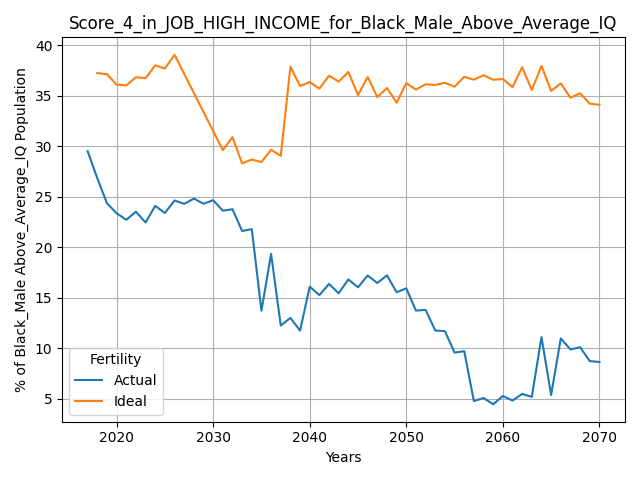 Score_4_in_JOB_HIGH_INCOME_for_Black_Male_Above_Average_IQ
% of Black_Male Above_Average_IQ Population
40
35
30
25
20
15
10
5
Fertility
Actual
Ideal
2020 2030 2040 2050 2060 2070
Years